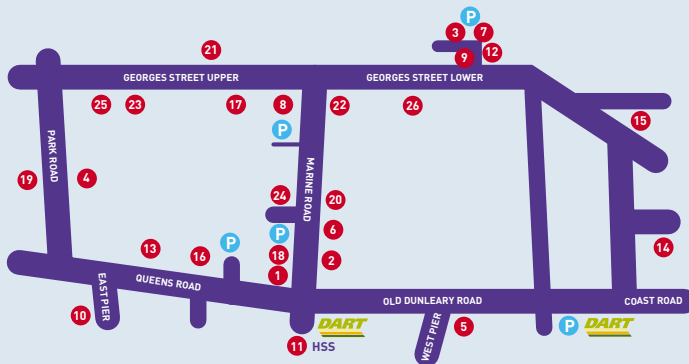 P
3
7
21
12
9
GEORGES STREET UPPER
GEORGES STREET LOWER
25
23
17
8
22
26
P
15
PARK ROAD
MARINE ROAD
19
4
24
20
6
P
P
13
16
18
2
14
1
QUEENS ROAD
EAST PIER
OLD DUNLEARY ROAD
COAST ROAD
10
DART
WEST PIER
5
P
DART
11
HSS